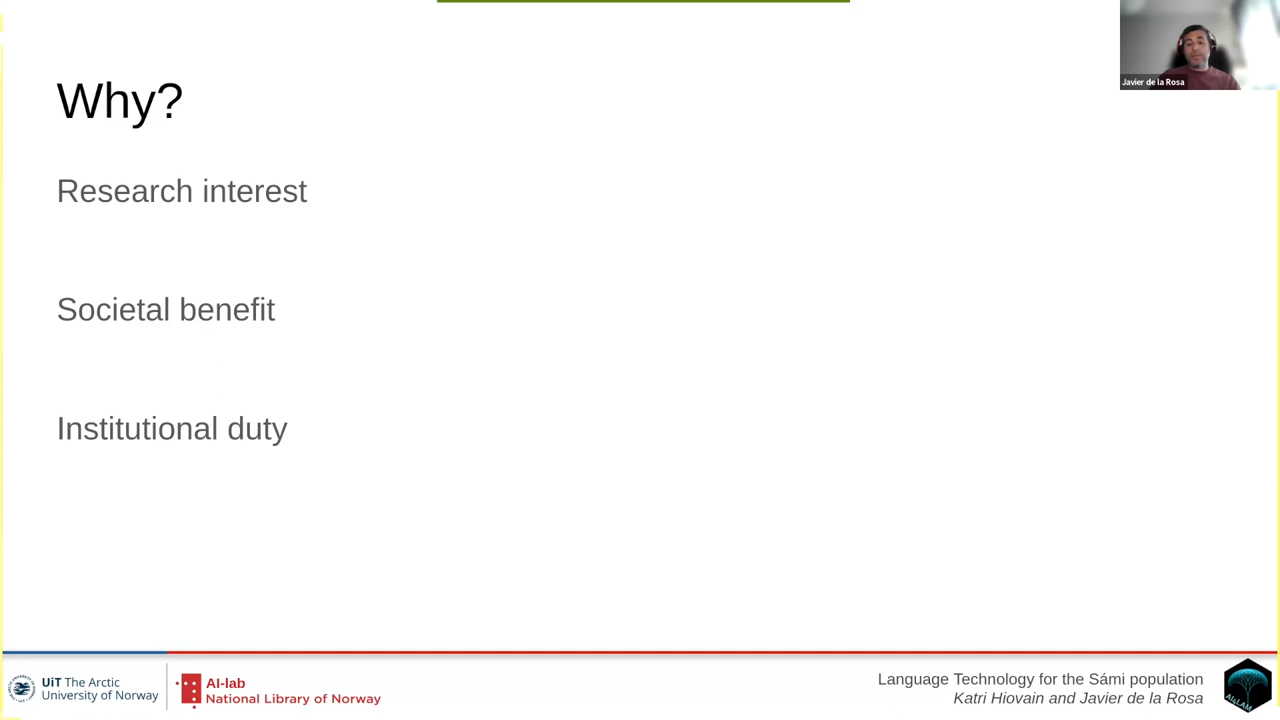 Javier de la Rosa
Why?
Research interest
Societal benefit
Institutional duty
UiT The Arctic
University of Norway
AI-lab
National Library of Norway
Language Technology for the Sámi population
Katri Hiovain and Javier de la Rosa
AI4LAM